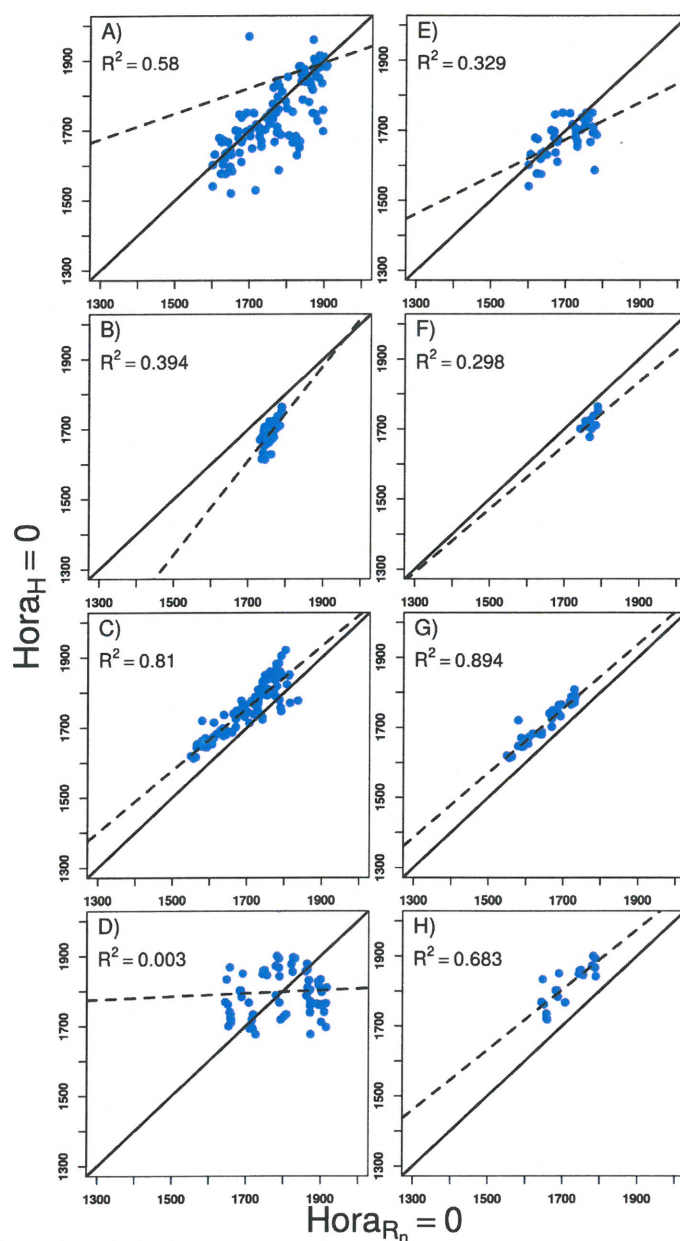 A)
R² = 0.58
1300 1500 1700 1900
1300 1500 1700 1900
E)
R² = 0.329
1300 1500 1700 1900
1300 1500 1700 1900
B)
R² = 0.394
1300 1500 1700 1900
1300 1500 1700 1900
F)
R² = 0.298
1300 1500 1700 1900
1300 1500 1700 1900
C)
R² = 0.81
1300 1500 1700 1900
1300 1500 1700 1900
G)
R² = 0.894
1300 1500 1700 1900
1300 1500 1700 1900
D)
R² = 0.003
1300 1500 1700 1900
1300 1500 1700 1900
H)
R² = 0.683
1300 1500 1700 1900
1300 1500 1700 1900
Hora_H = 0
Hora_Rn = 0